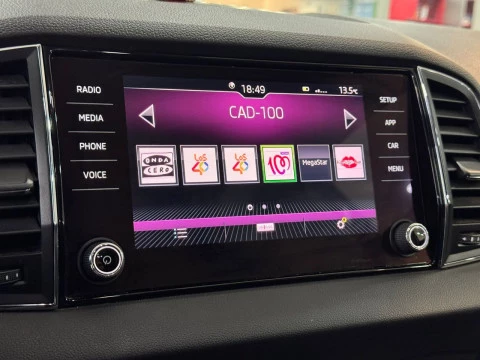 RADIO
MEDIA
PHONE
VOICE
18:49
13.5°C
CAD-100
ONDA
CERO
LOS
40
LOS
40
MegaStar
SETUP
APP
CAR
MENU